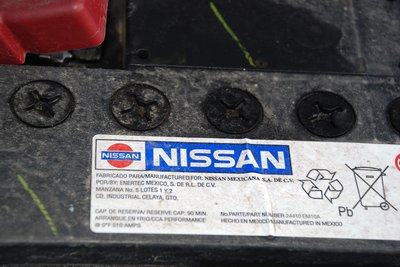 NISSAN NISSAN
FABRICADO PARA/MANUFACTURED FOR: NISSAN MEXICANA S.A. DE C.V.
POR/BY: ENERTEC MEXICO, S. DE R.L. DE C.V.
MANZANA No. 5 LOTES 1 Y 2
CD. INDUSTRIAL CELAYA, GTO.
Pb
CAP. DE RESERVA/RESERVE CAP: 90 MIN.
ARRANQUE EN FRIO/CCA PERFORMANCE
@ 0°F 510 AMPS.
No.PARTE/PART NUMBER 24410 EM10A
HECHO EN MEXICO/MANUFACTURED IN MEXICO